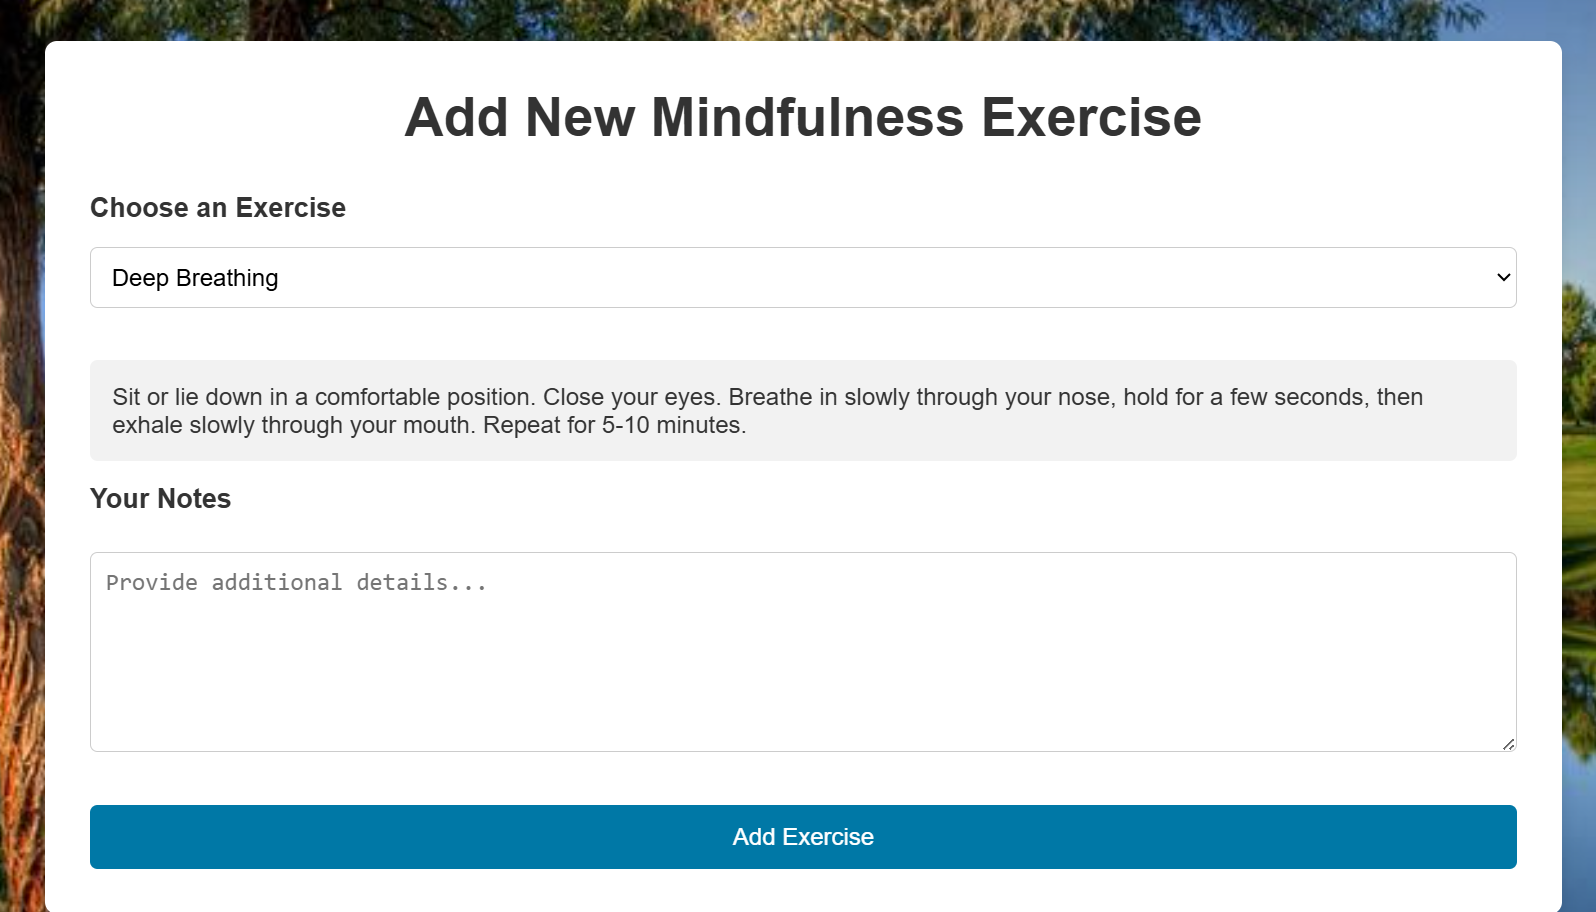 Add New Mindfulness Exercise
Choose an Exercise
Deep Breathing
Sit or lie down in a comfortable position. Close your eyes. Breathe in slowly through your nose, hold for a few seconds, then
exhale slowly through your mouth. Repeat for 5-10 minutes.
Your Notes
Provide additional details...
Add Exercise